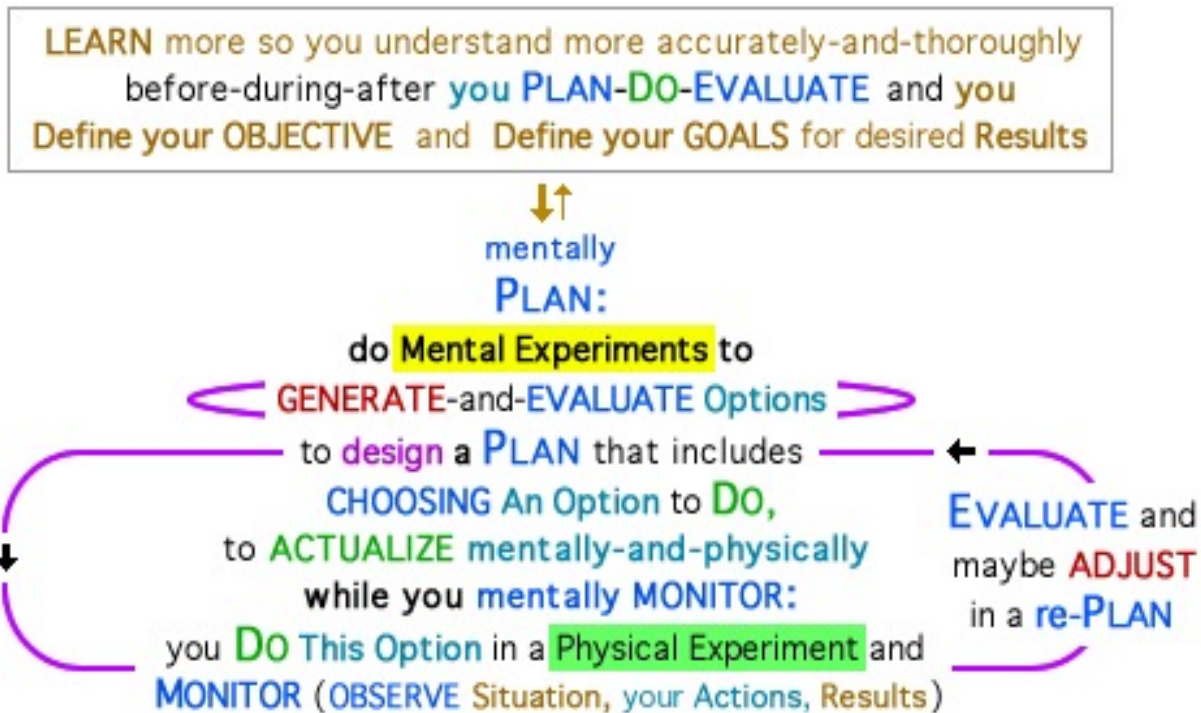 LEARN more so you understand more accurately-and-thoroughly
before-during-after you PLAN-DO-EVALUATE and you
Define your OBJECTIVE and Define your GOALS for desired Results
mentally
PLAN:
do Mental Experiments to
GENERATE-and-EVALUATE Options
to design a PLAN that includes
CHOOSING An Option to DO,
to ACTUALIZE mentally-and-physically
while you mentally MONITOR:
you DO This Option in a Physical Experiment and
MONITOR (OBSERVE Situation, your Actions, Results)
EVALUATE and
maybe ADJUST
in a re-PLAN